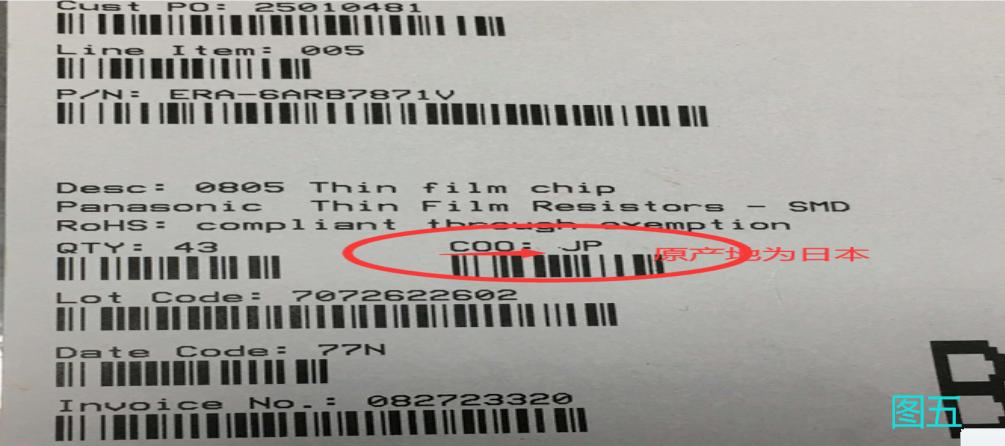 Cust PO: 25010481
Line Item: 005
P/N: ERA-6ARB7871V
Desc: 0805 Thin film chip
Panasonic Thin Film Resistors - SMD
RoHS: compliant through exemption
QTY: 43 COO: JP 原产地为日本
Lot Code: 7072622602
Date Code: 77N
Invoice No.: 082723320
图五